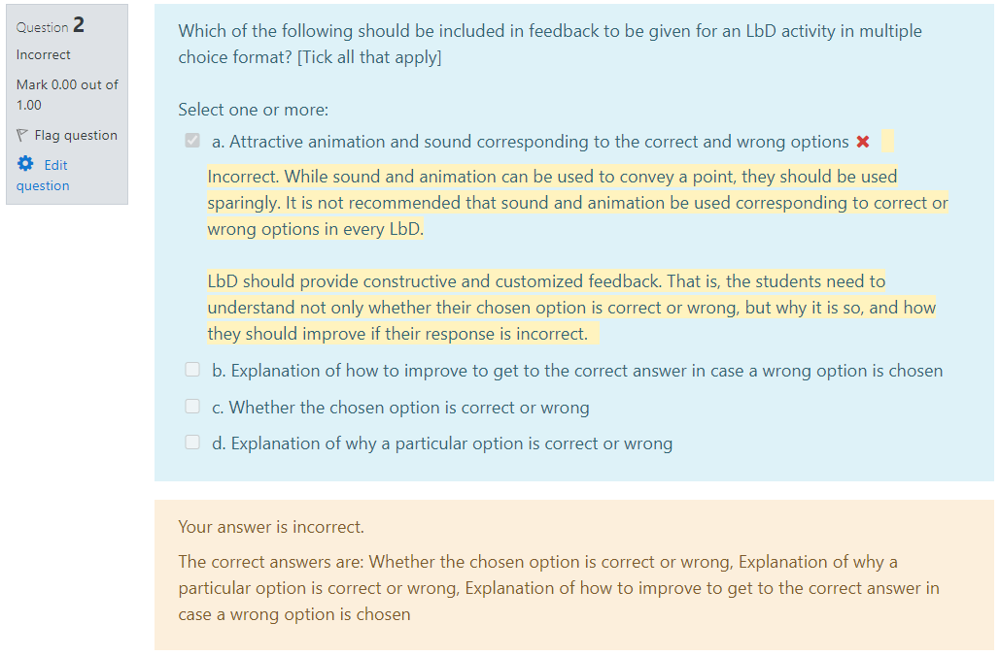 Question 2
Incorrect
Mark 0.00 out of
1.00
Flag question
Edit
question
Which of the following should be included in feedback to be given for an LbD activity in multiple
choice format? [Tick all that apply]
Select one or more:
a. Attractive animation and sound corresponding to the correct and wrong options
Incorrect. While sound and animation can be used to convey a point, they should be used
sparingly. It is not recommended that sound and animation be used corresponding to correct or
wrong options in every LbD.
LbD should provide constructive and customized feedback. That is, the students need to
understand not only whether their chosen option is correct or wrong, but why it is so, and how
they should improve if their response is incorrect.
b. Explanation of how to improve to get to the correct answer in case a wrong option is chosen
c. Whether the chosen option is correct or wrong
d. Explanation of why a particular option is correct or wrong
Your answer is incorrect.
The correct answers are: Whether the chosen option is correct or wrong, Explanation of why a
particular option is correct or wrong, Explanation of how to improve to get to the correct answer in
case a wrong option is chosen